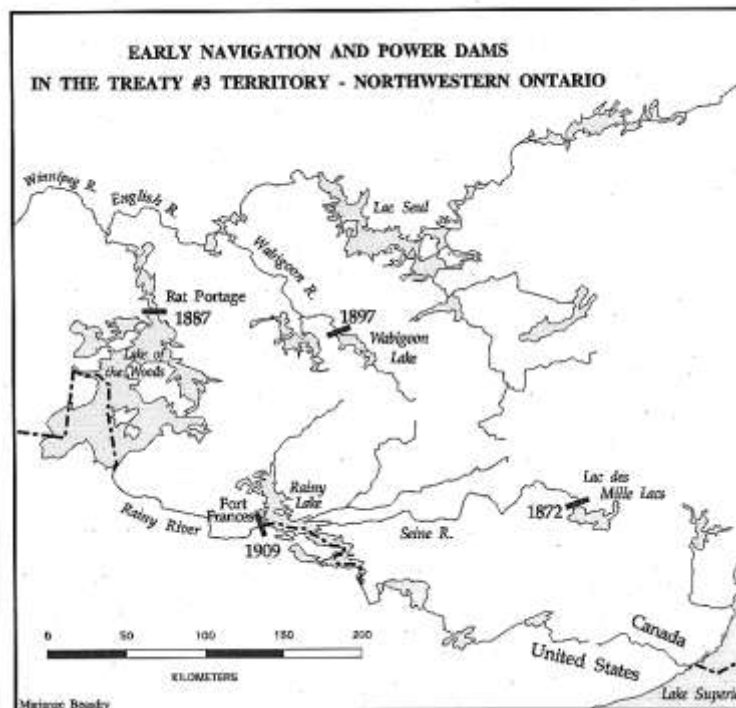 EARLY NAVIGATION AND POWER DAMS
IN THE TREATY #3 TERRITORY - NORTHWESTERN ONTARIO
Winnipeg R.
English R.
Lac Seul
Wabigoon R.
Rat Portage
1887
1897
Wabigoon
Lake
Lake of
the Woods
Lac des
Mille Lacs
1872
Rainy
Lake
Fort
Frances
Rainy River
Seine R.
1909
Canada
United States
0 50 100 150 200
KILOMETERS
Lake Superio